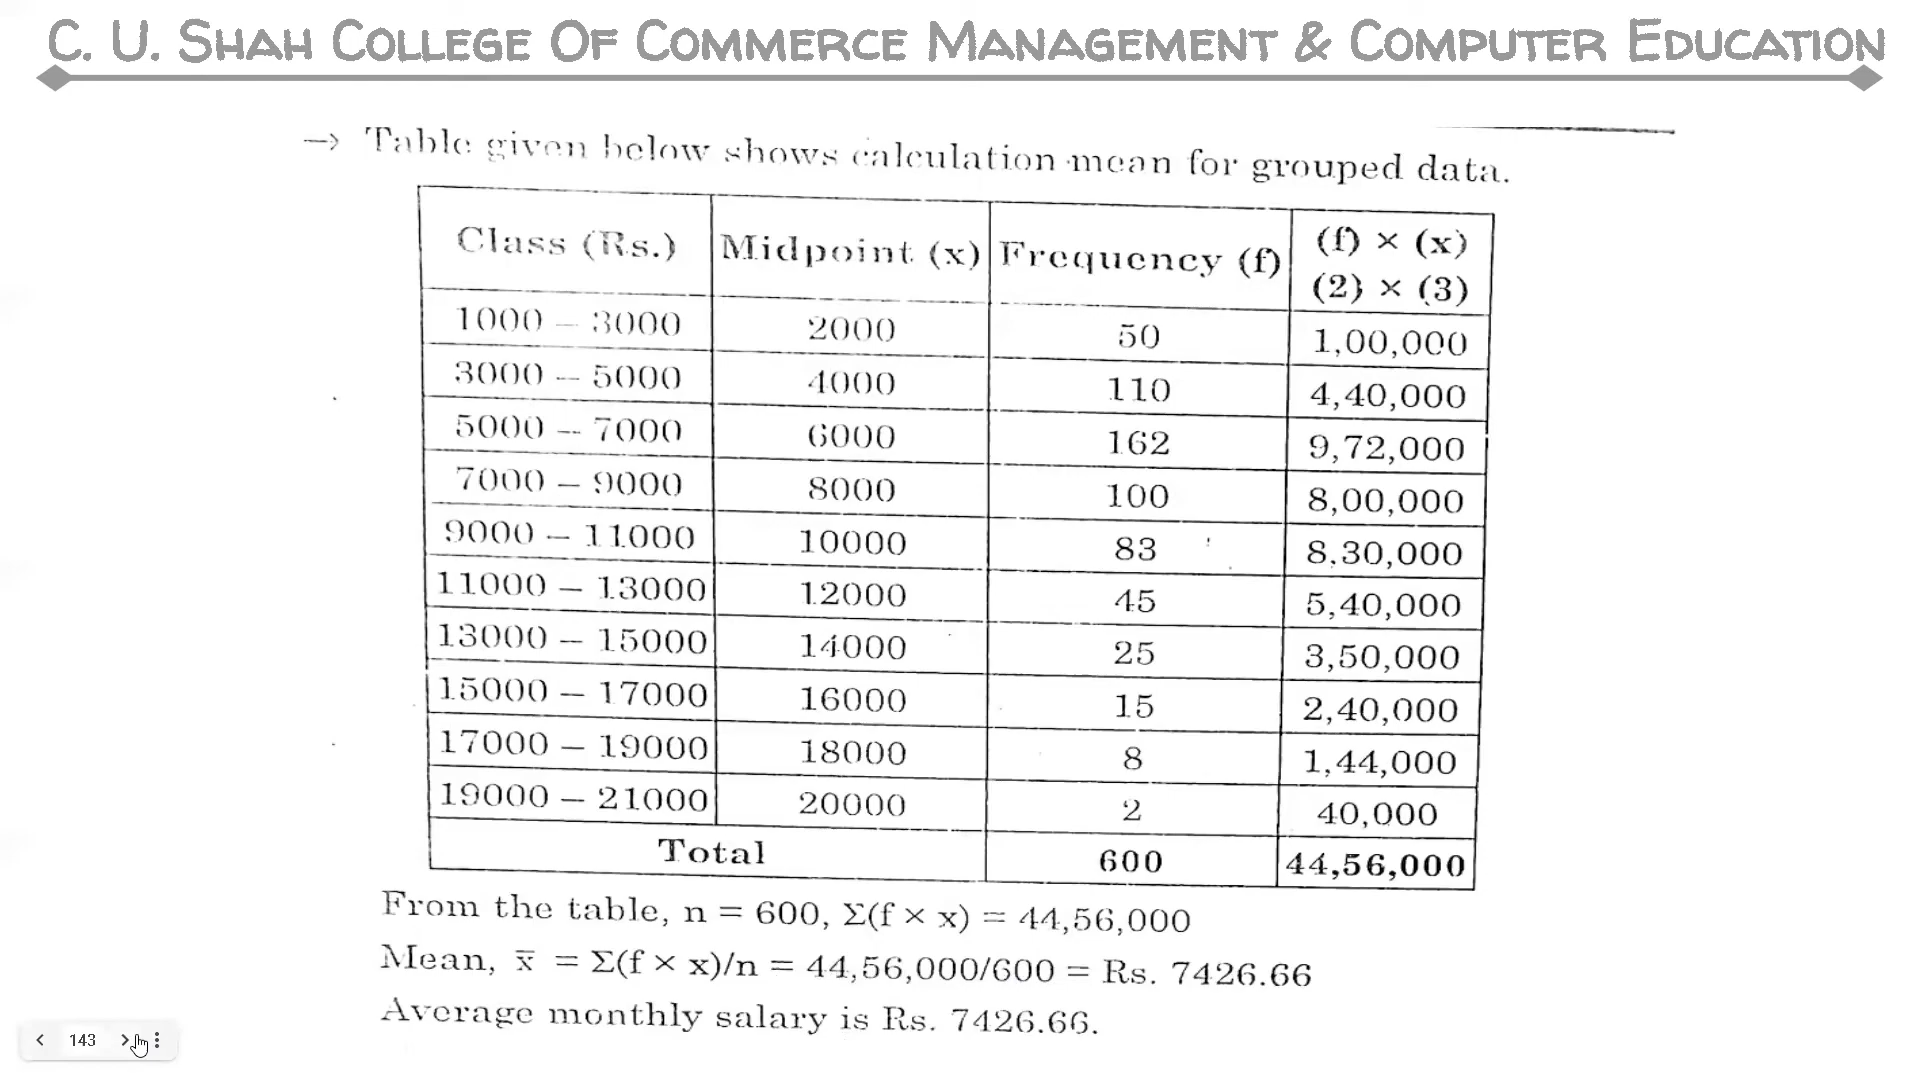 C. U. SHAH COLLEGE OF COMMERCE MANAGEMENT & COMPUTER EDUCATION
→ Table given below shows calculation mean for grouped data.
Class (Rs.) Midpoint (x) Frequency (f) (f) × (x) (2) × (3)
1000 – 3000 2000 50 1,00,000
3000 – 5000 4000 110 4,40,000
5000 – 7000 6000 162 9,72,000
7000 – 9000 8000 100 8,00,000
9000 – 11000 10000 83 8,30,000
11000 – 13000 12000 45 5,40,000
13000 – 15000 14000 25 3,50,000
15000 – 17000 16000 15 2,40,000
17000 – 19000 18000 8 1,44,000
19000 – 21000 20000 2 40,000
Total 600 44,56,000
From the table, n = 600, Σ(f × x) = 44,56,000
Mean, x̅ = Σ(f × x)/n = 44,56,000/600 = Rs. 7426.66
Average monthly salary is Rs. 7426.66.
143